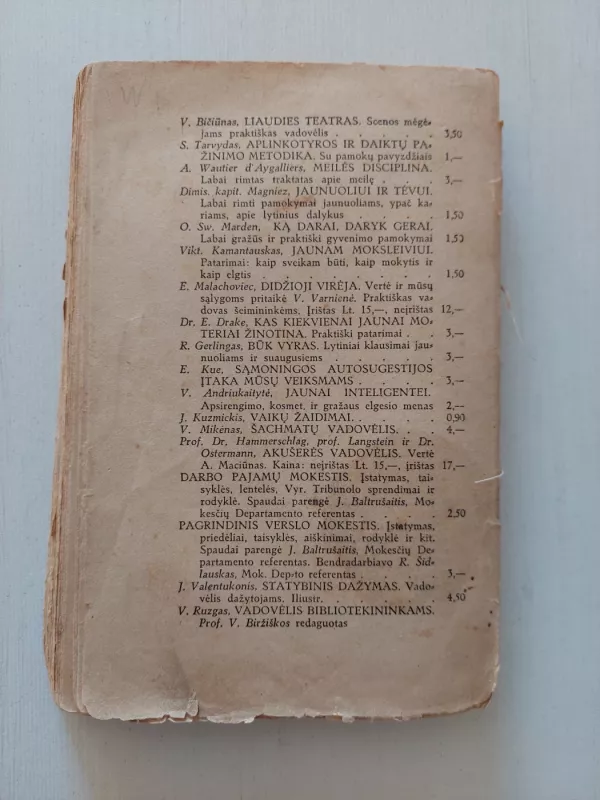 V. Bičiūnas, LIAUDIES TEATRAS. Scenos mėgė-
jams praktiškas vadovėlis . . . . . 3,50
S. Tarvydas, APLINKOTYROS IR DAIKTŲ PA-
ŽINIMO METODIKA. Su pamokų pavyzdžiais 1,—
A. Wautier d'Aygalliers, MEILĖS DISCIPLINA.
Labai rimtas traktatas apie meilę . . . 3,—
Dimis. kapit. Magniez, JAUNUOLIUI IR TĖVUI.
Labai rimti pamokymai jaunuoliams, ypač ka-
riams, apie lytinius dalykus . . . . 1,50
O. Sw. Marden, KĄ DARAI, DARYK GERAI.
Labai gražūs ir praktiški gyvenimo pamokymai 1,50
Vikt. Kamantauskas, JAUNAM MOKSLEIVIUI.
Patarimai: kaip sveikam būti, kaip mokytis ir
kaip elgtis . . . . . . . . 1,50
E. Malachoviec, DIDŽIOJI VIRĖJA. Vertė ir mūsų
sąlygoms pritaikė V. Varnienė. Praktiškas va-
dovas šeimininkėms. Įrištas Lt. 15,—, neįrištas 12,—
Dr. E. Drake, KAS KIEKVIENAI JAUNAI MO-
TERIAI ŽINOTINA. Praktiški patarimai . . 3,—
R. Gerlingas, BŪK VYRAS. Lytiniai klausimai jau-
nuoliams ir suaugusiems . . . . . 3,—
E. Kue, SĄMONINGOS AUTOSUGESTIJOS
ĮTAKA MŪSŲ VEIKSMAMS . . . . 3,—
V. Andriukaitytė, JAUNAI INTELIGENTEI.
Apsirengimo, kosmet. ir gražaus elgesio menas 2,—
J. Kuzmickis, VAIKŲ ŽAIDIMAI. . . . . 0,90
V. Mikėnas, ŠACHMATŲ VADOVĖLIS. . . 4,—
Prof. Dr. Hammerschlag, prof. Langstein ir Dr.
Ostermann, AKUŠERĖS VADOVĖLIS. Vertė
A. Maciūnas. Kaina: neįrištas Lt. 15,—, įrištas 17,—
DARBO PAJAMŲ MOKESTIS. Įstatymas, tai-
syklės, lentelės, Vyr. Tribunolo sprendimai ir
rodyklė. Spaudai parengė J. Baltrušaitis, Mo-
kesčių Departamento referentas . . . . 2,50
PAGRINDINIS VERSLO MOKESTIS. Įstatymas,
priedėliai, taisyklės, aiškinimai, rodyklė ir kit.
Spaudai parengė J. Baltrušaitis, Mokesčių De-
partamento referentas. Bendradarbiavo R. Šid-
lauskas, Mok. Dep-to referentas . . . . 3,—
J. Valentukonis, STATYBINIS DAŽYMAS. Vado-
vėlis dažytojams. Iliustr. . . . . . 4,50
V. Ruzgas, VADOVĖLIS BIBLIOTEKININKAMS.
Prof. V. Biržiškos redaguotas